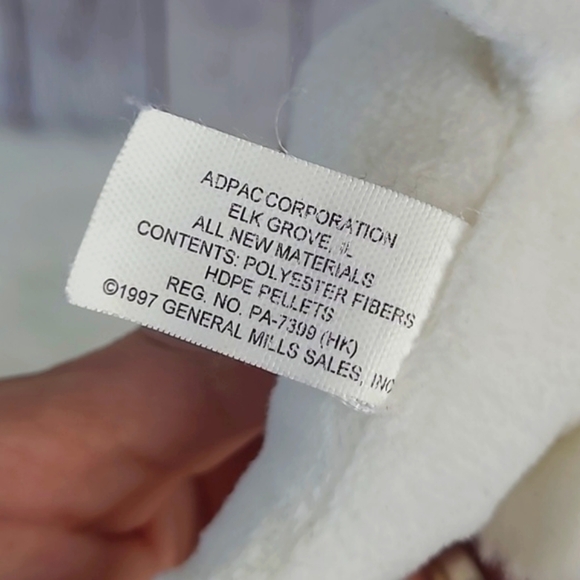 ADPAC CORPORATION
ELK GROVE, IL
ALL NEW MATERIALS
CONTENTS: POLYESTER FIBERS
HDPE PELLETS
REG. NO. PA-7309 (HK)
©1997 GENERAL MILLS SALES, INC